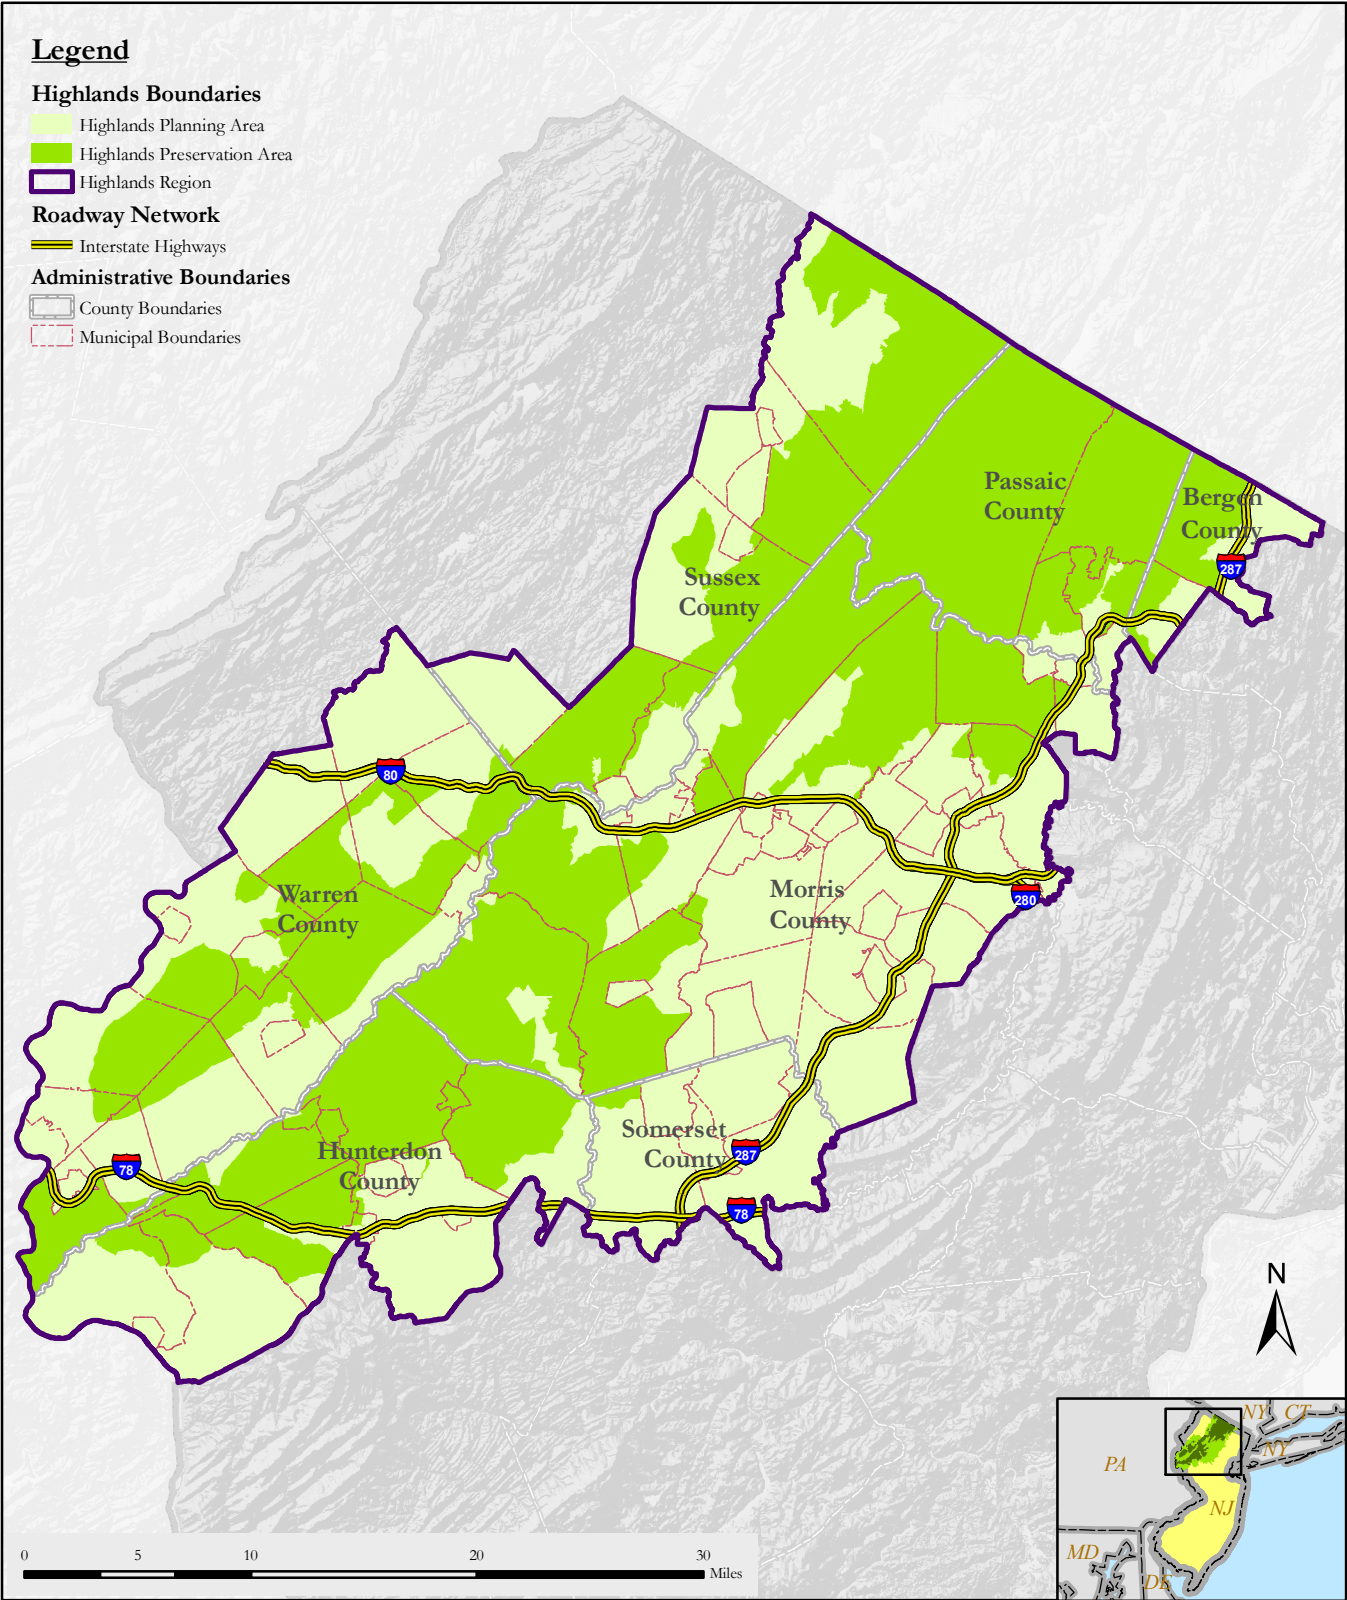 Legend
Highlands Boundaries
Highlands Planning Area
Highlands Preservation Area
Highlands Region
Roadway Network
Interstate Highways
Administrative Boundaries
County Boundaries
Municipal Boundaries
Passaic
County
Bergen
County
287
Sussex
County
80
Warren
County
Morris
County
280
Somerset
County
287
Hunterdon
County
78
78
N
NY
CT
NY
PA
NJ
MD
DE
0
5
10
20
30
Miles